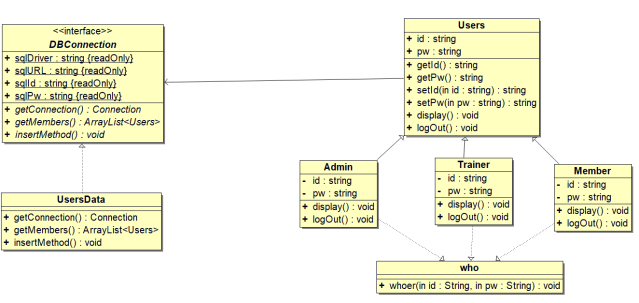 <<interface>>
DBConnection
+ sqlDriver : string {readOnly}
+ sqlURL : string {readOnly}
+ sqlId : string {readOnly}
+ sqlPw : string {readOnly}
+ getConnection() : Connection
+ getMembers() : ArrayList<Users>
+ insertMethod() : void
Users
+ id : string
+ pw : string
+ getId() : string
+ getPw() : string
+ setId(in id : string) : string
+ setPw(in pw : string) : string
+ display() : void
+ logOut() : void
UsersData
+ getConnection() : Connection
+ getMembers() : ArrayList<Users>
+ insertMethod() : void
Admin
- id : string
- pw : string
+ display() : void
+ logOut() : void
Trainer
- id : string
- pw : string
+ display() : void
+ logOut() : void
Member
- id : string
- pw : string
+ display() : void
+ logOut() : void
who
+ whoer(in id : String, in pw : String) : void